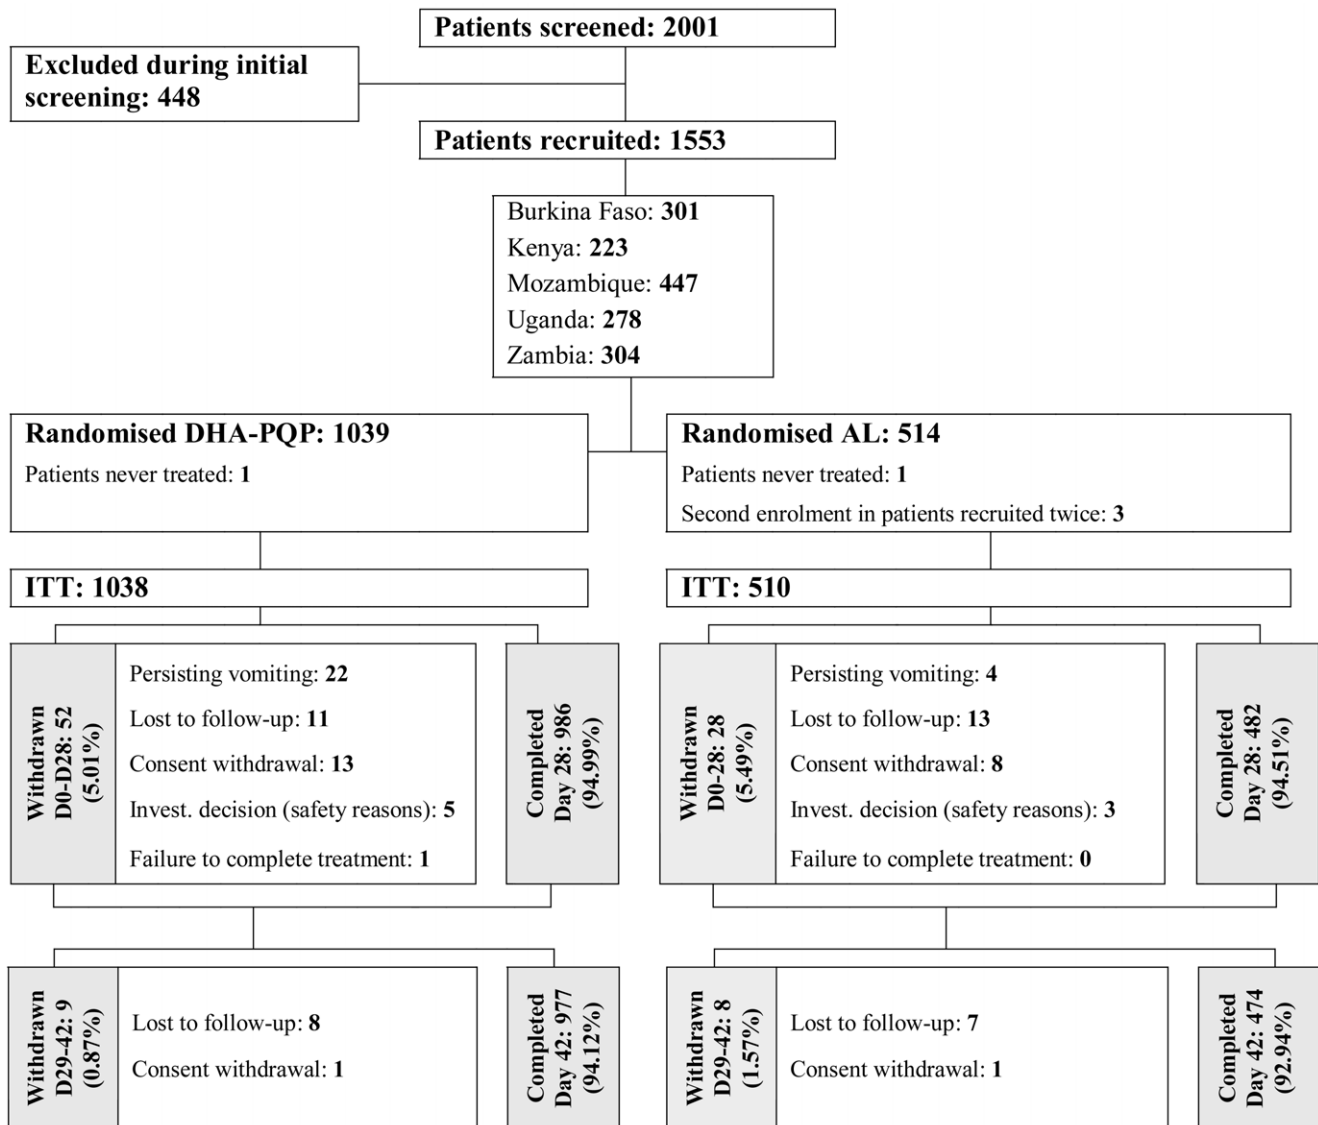 Patients screened: 2001
Excluded during initial
screening: 448
Patients recruited: 1553
Burkina Faso: 301
Kenya: 223
Mozambique: 447
Uganda: 278
Zambia: 304
Randomised DHA-PQP: 1039
Patients never treated: 1
Randomised AL: 514
Patients never treated: 1
Second enrolment in patients recruited twice: 3
ITT: 1038
ITT: 510
Withdrawn
D0-D28: 52
(5.01%)
Persisting vomiting: 22
Lost to follow-up: 11
Consent withdrawal: 13
Invest. decision (safety reasons): 5
Failure to complete treatment: 1
Completed
Day 28: 986
(94.99%)
Withdrawn
D0-28: 28
(5.49%)
Persisting vomiting: 4
Lost to follow-up: 13
Consent withdrawal: 8
Invest. decision (safety reasons): 3
Failure to complete treatment: 0
Completed
Day 28: 482
(94.51%)
Withdrawn
D29-42: 9
(0.87%)
Lost to follow-up: 8
Consent withdrawal: 1
Completed
Day 42: 977
(94.12%)
Withdrawn
D29-42: 8
(1.57%)
Lost to follow-up: 7
Consent withdrawal: 1
Completed
Day 42: 474
(92.94%)